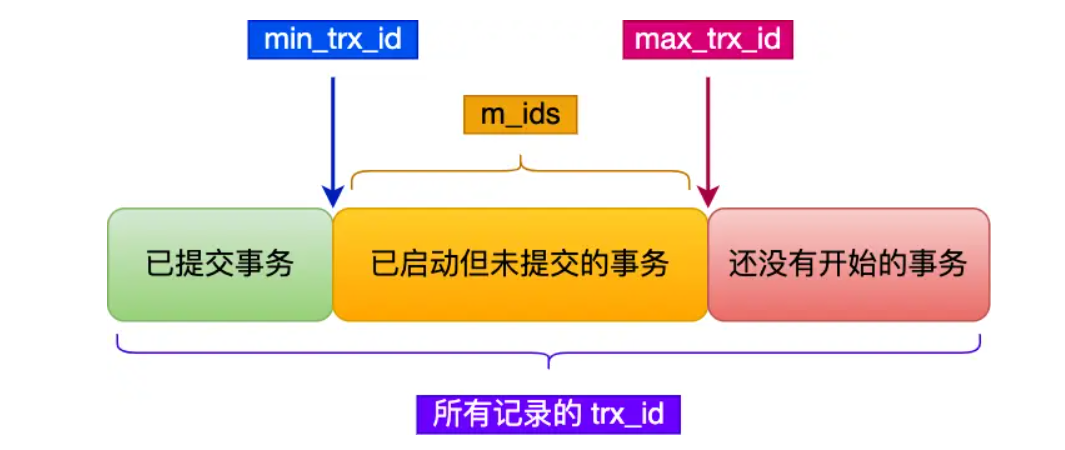 min_trx_id
max_trx_id
m_ids
已提交事务
已启动但未提交的事务
还没有开始的事务
所有记录的 trx_id